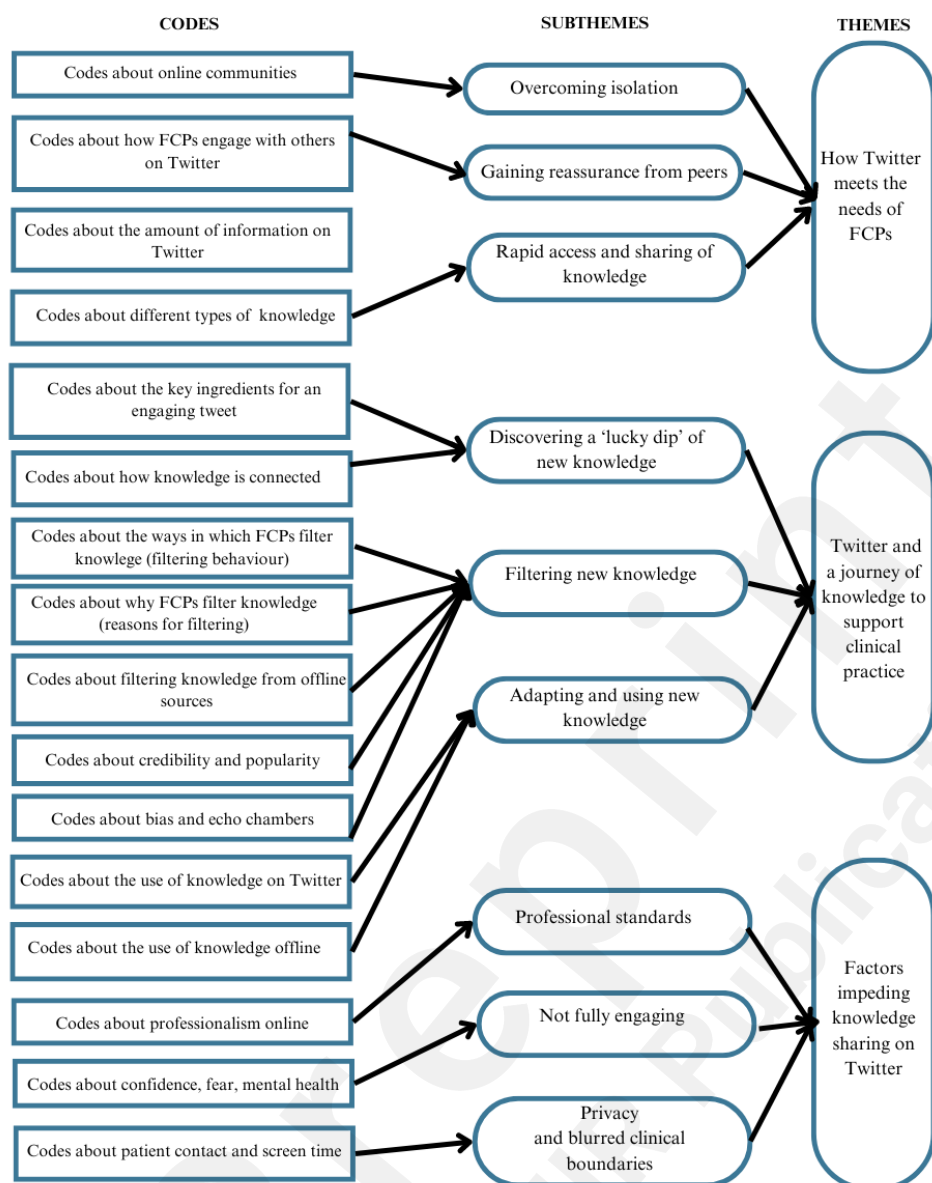 CODES
SUBTHEMES
THEMES
Codes about online communities
Codes about how FCPs engage with others
on Twitter
Codes about the amount of information on
Twitter
Codes about different types of knowledge
Codes about the key ingredients for an
engaging tweet
Codes about how knowledge is connected
Codes about the ways in which FCPs filter
knowlege (filtering behaviour)
Codes about why FCPs filter knowledge
(reasons for filtering)
Codes about filtering knowledge from offline
sources
Codes about credibility and popularity
Codes about bias and echo chambers
Codes about the use of knowledge on Twitter
Codes about the use of knowledge offline
Codes about professionalism online
Codes about confidence, fear, mental health
Codes about patient contact and screen time
Overcoming isolation
Gaining reassurance from peers
Rapid access and sharing of
knowledge
Discovering a ‘lucky dip’ of
new knowledge
Filtering new knowledge
Adapting and using new
knowledge
Professional standards
Not fully engaging
Privacy
and blurred clinical
boundaries
How Twitter
meets the
needs of
FCPs
Twitter and
a journey of
knowledge to
support
clinical
practice
Factors
impeding
knowledge
sharing on
Twitter